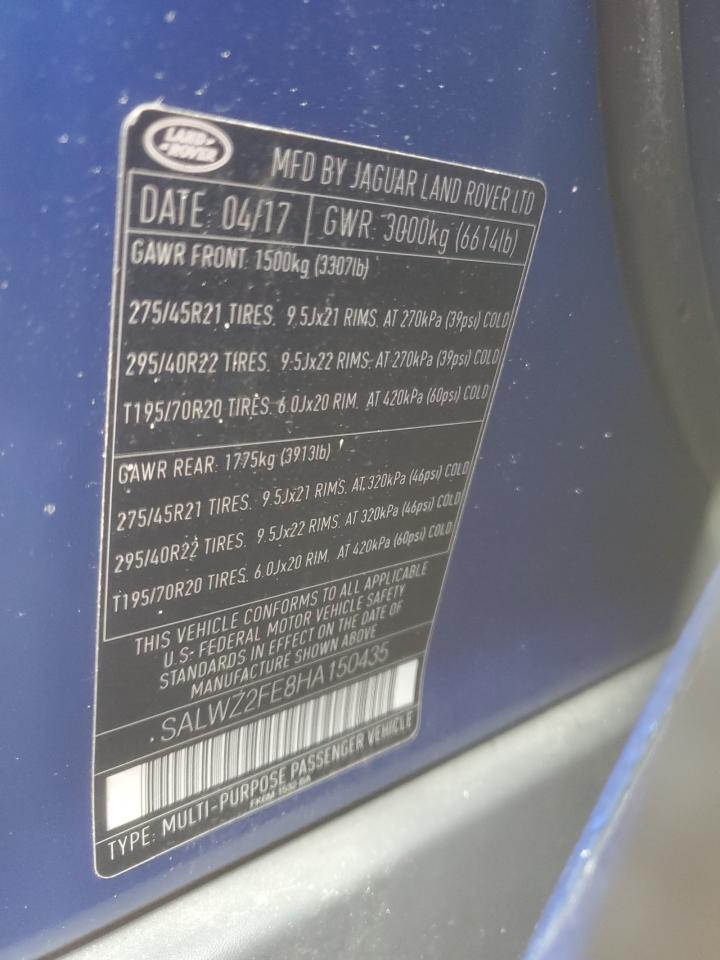 LAND ROVER
MFD BY JAGUAR LAND ROVER LTD
DATE: 04/17 GWR: 3000kg (6614lb)
GAWR FRONT: 1500kg (3307lb)
275/45R21 TIRES. 9.5Jx21 RIMS. AT 270kPa (39psi) COLD
295/40R22 TIRES. 9.5Jx22 RIMS. AT 270kPa (39psi) COLD
T195/70R20 TIRES. 6.0Jx20 RIM. AT 420kPa (60psi) COLD
GAWR REAR: 1775kg (3913lb)
275/45R21 TIRES. 9.5Jx21 RIMS. AT 320kPa (46psi) COLD
295/40R22 TIRES. 9.5Jx22 RIMS. AT 320kPa (46psi) COLD
T195/70R20 TIRES. 6.0Jx20 RIM. AT 420kPa (60psi) COLD
THIS VEHICLE CONFORMS TO ALL APPLICABLE
U.S. FEDERAL MOTOR VEHICLE SAFETY
STANDARDS IN EFFECT ON THE DATE OF
MANUFACTURE SHOWN ABOVE
SALWZ2FE8HA150435
TYPE: MULTI-PURPOSE PASSENGER VEHICLE